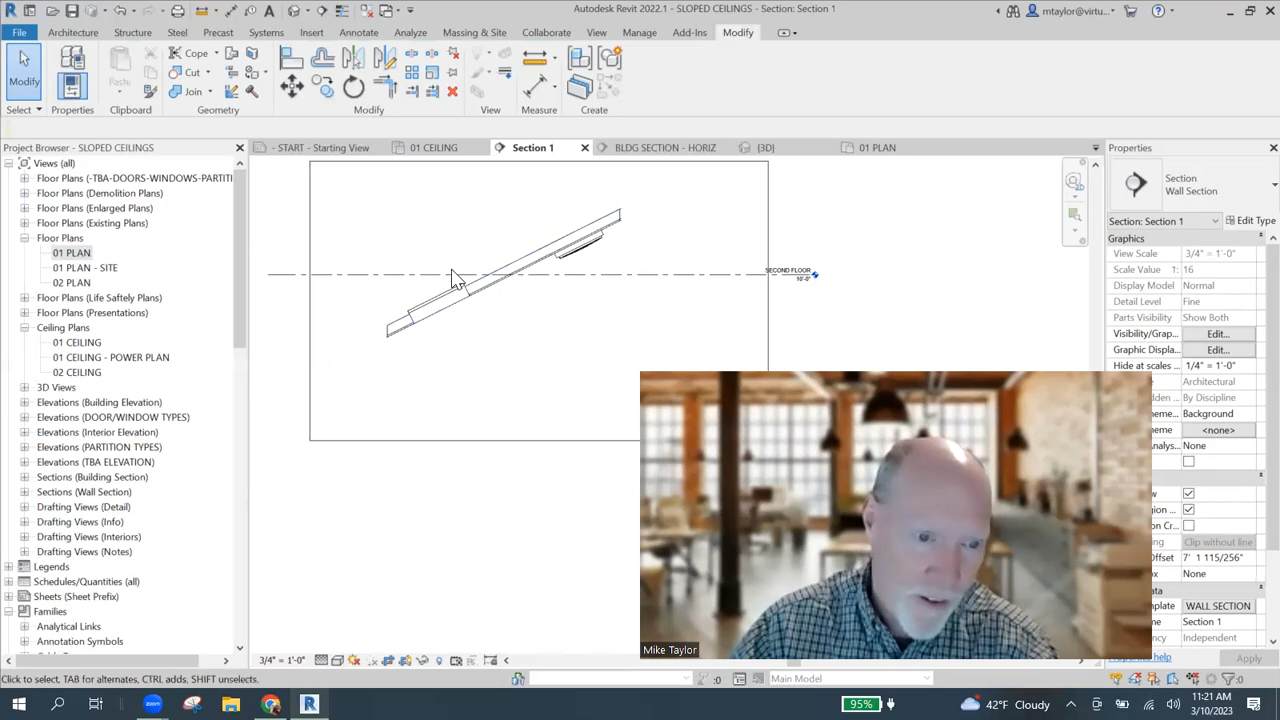 Autodesk Revit 2022.1 - SLOPED CEILINGS - Section: Section 1
mtaylor@virtu...
File Architecture Structure Steel Precast Systems Insert Annotate Analyze Massing & Site Collaborate View Manage Add-Ins Modify
Modify Paste Cope Cut Join
Select Properties Clipboard Geometry Modify View Measure Create
Project Browser - SLOPED CEILINGS
- START - Starting View 01 CEILING Section 1 BLDG SECTION - HORIZ {3D} 01 PLAN
Properties
Views (all)
Floor Plans (-TBA-DOORS-WINDOWS-PARTITI
Floor Plans (Demolition Plans)
Floor Plans (Enlarged Plans)
Floor Plans (Existing Plans)
Floor Plans
01 PLAN
01 PLAN - SITE
02 PLAN
Floor Plans (Life Saftely Plans)
Floor Plans (Presentations)
Ceiling Plans
01 CEILING
01 CEILING - POWER PLAN
02 CEILING
3D Views
Elevations (Building Elevation)
Elevations (DOOR/WINDOW TYPES)
Elevations (Interior Elevation)
Elevations (PARTITION TYPES)
Elevations (TBA ELEVATION)
Sections (Building Section)
Sections (Wall Section)
Drafting Views (Detail)
Drafting Views (Info)
Drafting Views (Interiors)
Drafting Views (Notes)
Legends
Schedules/Quantities (all)
Sheets (Sheet Prefix)
Families
Analytical Links
Annotation Symbols
SECOND FLOOR
10'-0"
Section
Wall Section
Section: Section 1 Edit Type
Graphics
View Scale 3/4" = 1'-0"
Scale Value 1: 16
Display Model Normal
Detail Level Fine
Parts Visibility Show Both
Visibility/Grap... Edit...
Graphic Displa... Edit...
Hide at scales 1/4" = 1'-0"
Architectural
By Discipline
Background
<none>
None
Clip without line
Offset 7' 1 115/256"
None
WALL SECTION
Section 1
Independent
Properties help Apply
Mike Taylor
3/4" = 1'-0"
Click to select, TAB for alternates, CTRL adds, SHIFT unselects.
:0 Main Model :0
95% 42°F Cloudy 11:21 AM
3/10/2023